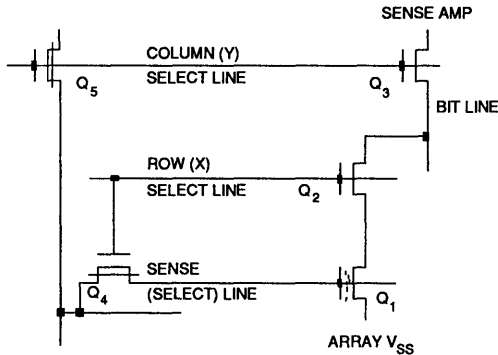 SENSE AMP
COLUMN (Y)
SELECT LINE
Q5
Q3
BIT LINE
ROW (X)
SELECT LINE
Q2
SENSE
(SELECT) LINE
Q4
Q1
ARRAY VSS